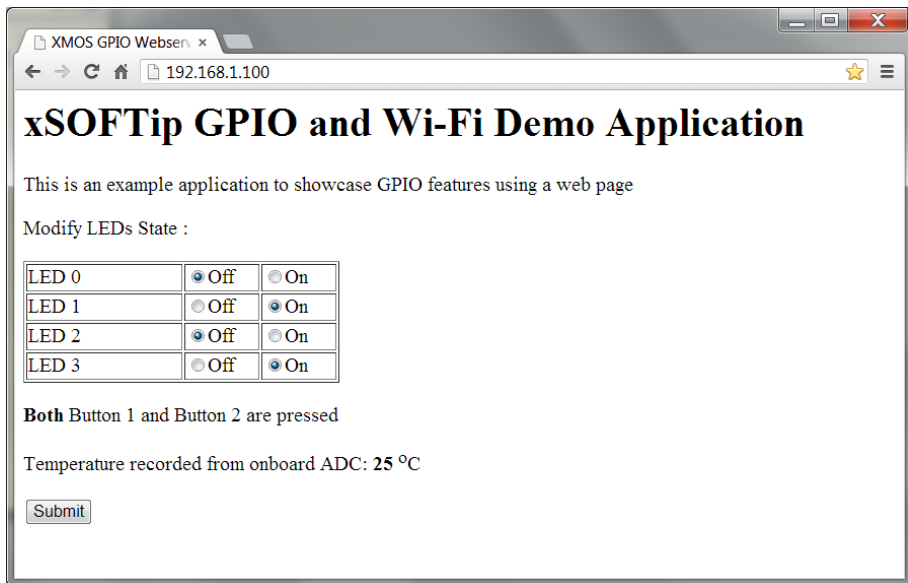 XMOS GPIO Webserv
192.168.1.100
xSOFTip GPIO and Wi-Fi Demo Application
This is an example application to showcase GPIO features using a web page
Modify LEDs State :
LED 0 Off On
LED 1 Off On
LED 2 Off On
LED 3 Off On
Both Button 1 and Button 2 are pressed
Temperature recorded from onboard ADC: 25 °C
Submit